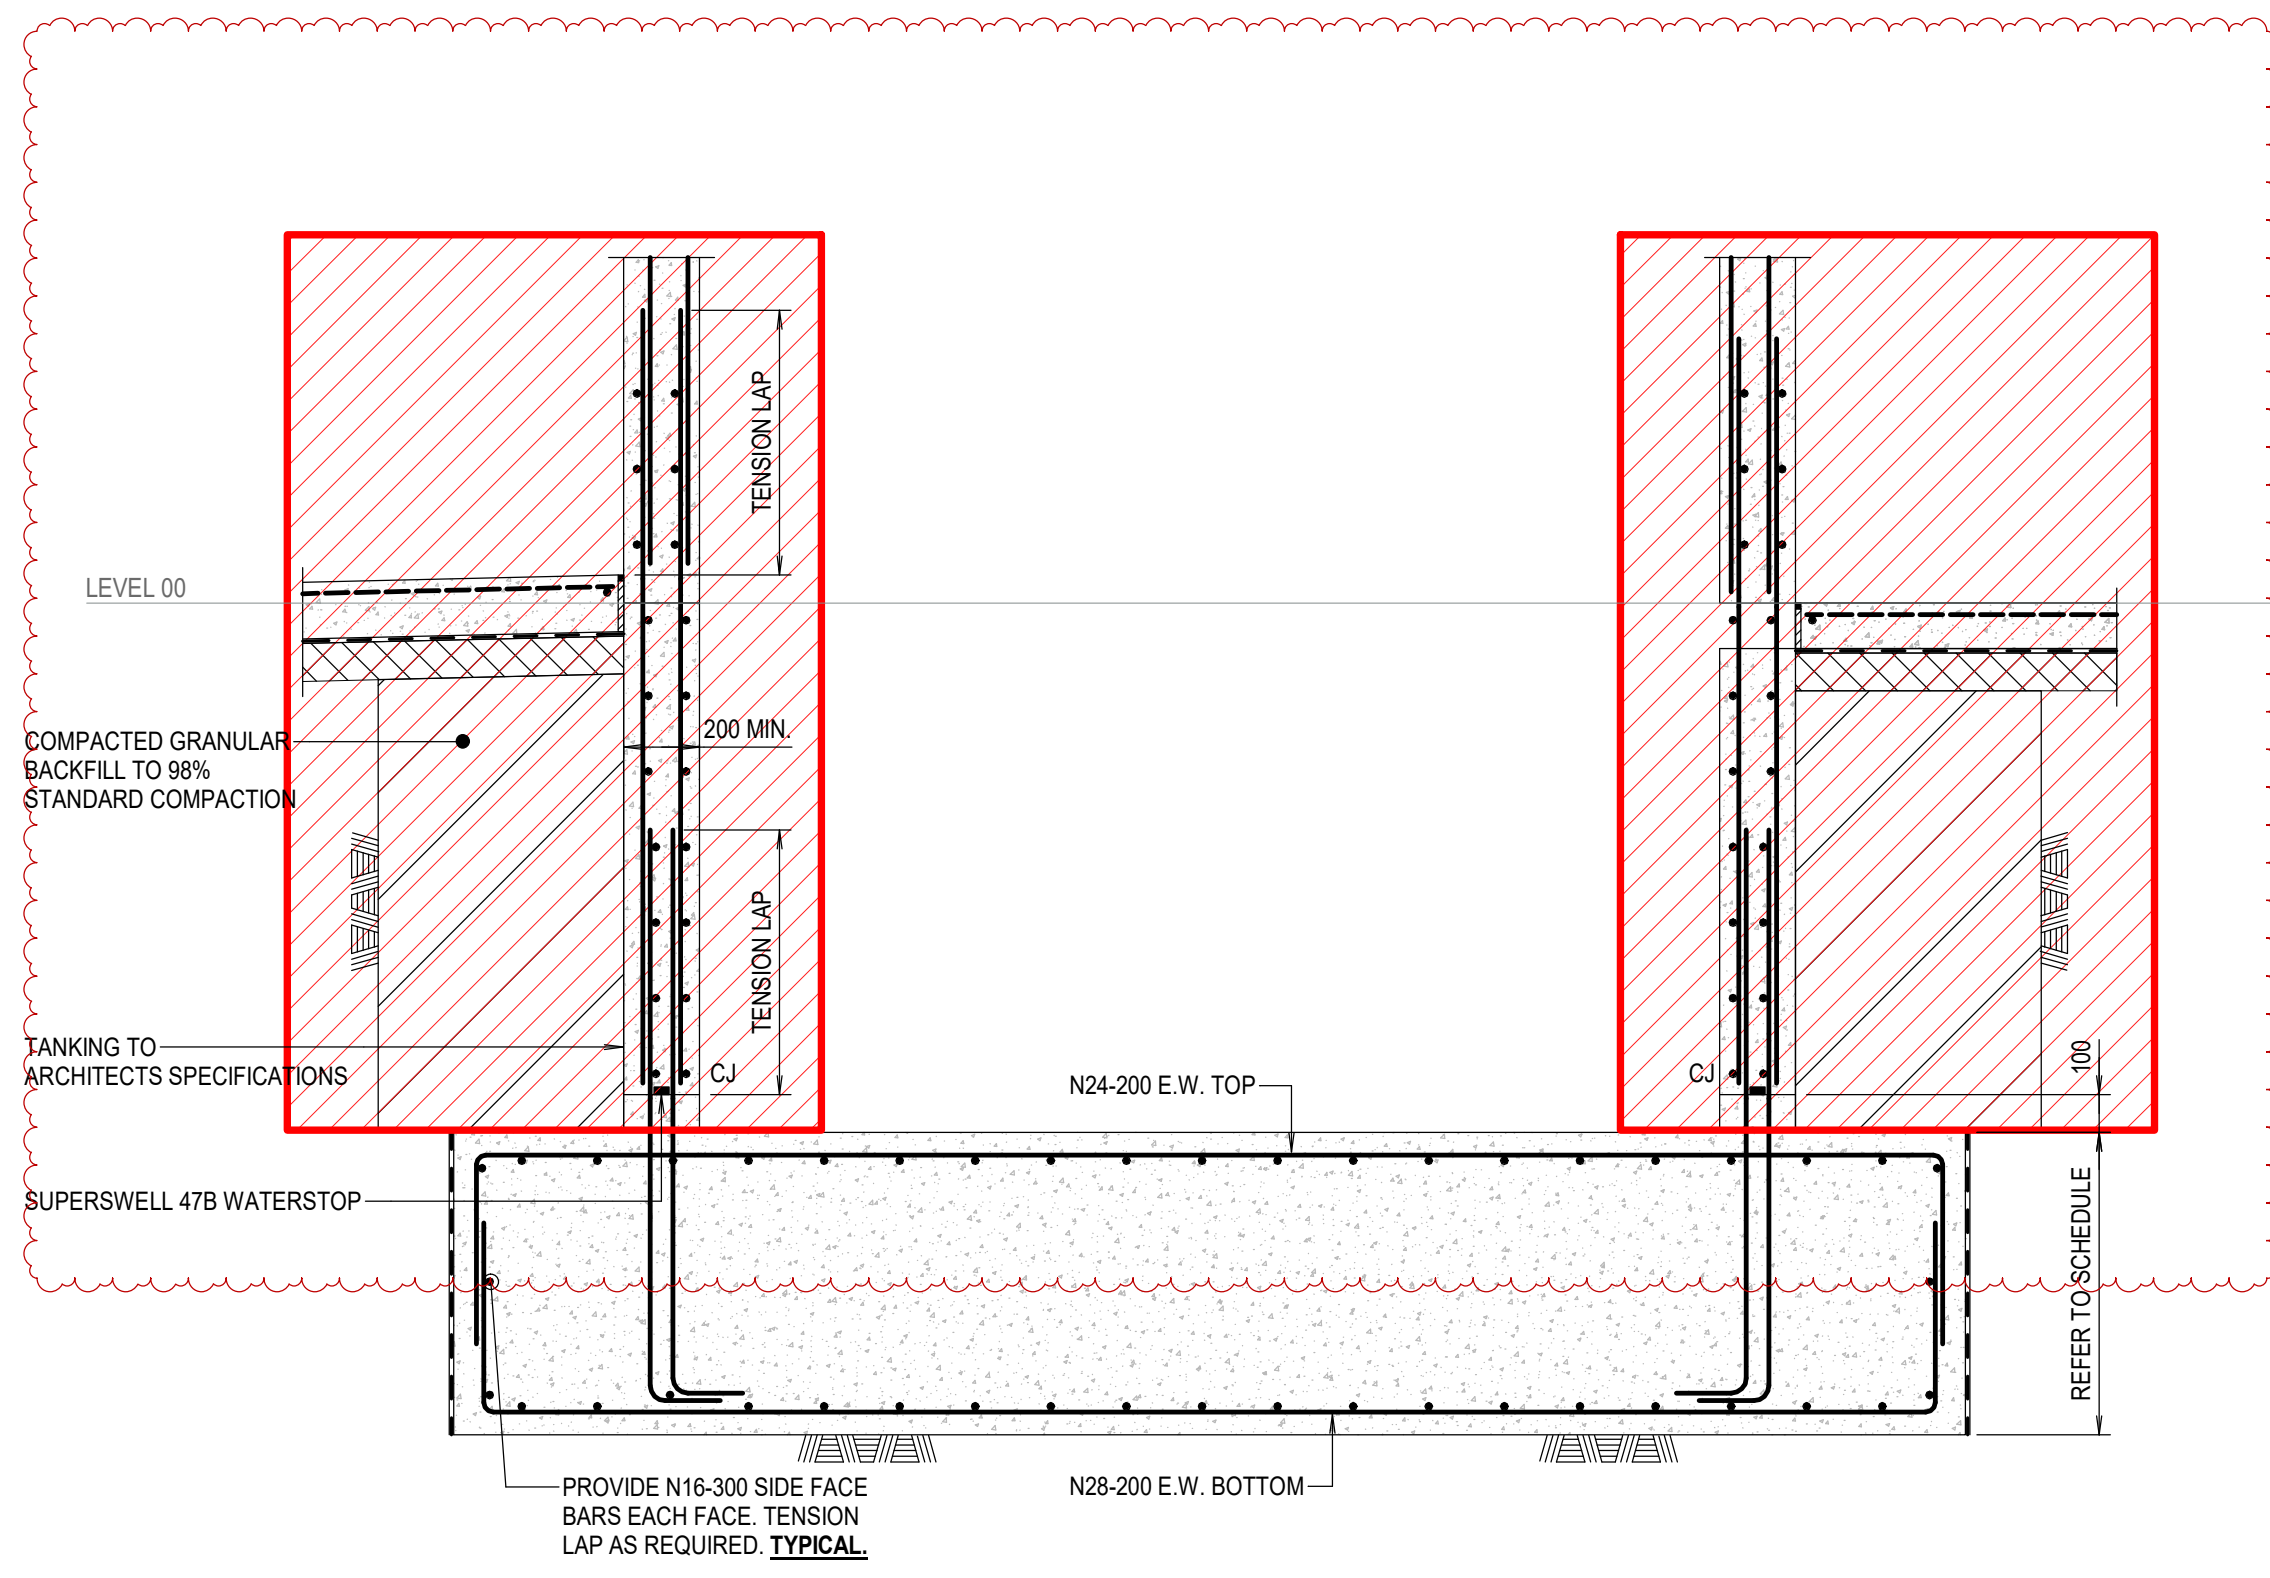 TENSION LAP
LEVEL 00
200 MIN.
COMPACTED GRANULAR
BACKFILL TO 98%
STANDARD COMPACTION
TENSION LAP
TANKING TO
ARCHITECTS SPECIFICATIONS
CJ
N24-200 E.W. TOP
CJ
100
SUPERSWELL 47B WATERSTOP
REFER TO SCHEDULE
PROVIDE N16-300 SIDE FACE
BARS EACH FACE. TENSION
LAP AS REQUIRED. TYPICAL.
N28-200 E.W. BOTTOM